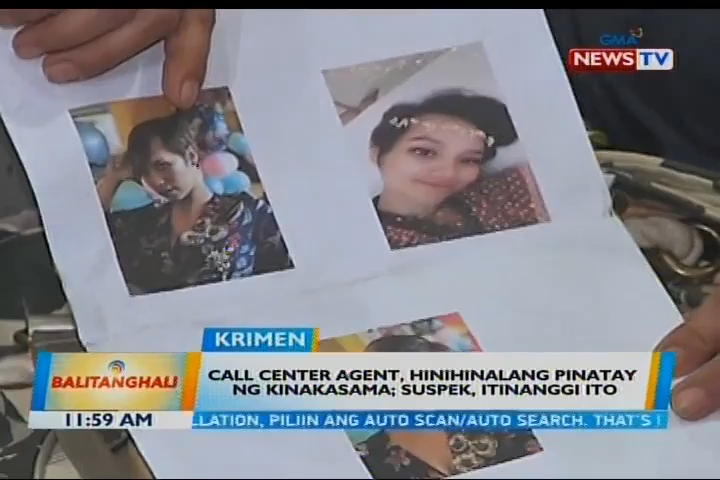 GMA
NEWS TV
KRIMEN
BALITANGHALI
CALL CENTER AGENT, HINIHINALANG PINATAY
NG KINAKASAMA; SUSPEK, ITINANGGI ITO
11:59 AM
LLATION, PILIIN ANG AUTO SCAN/AUTO SEARCH. THAT'S